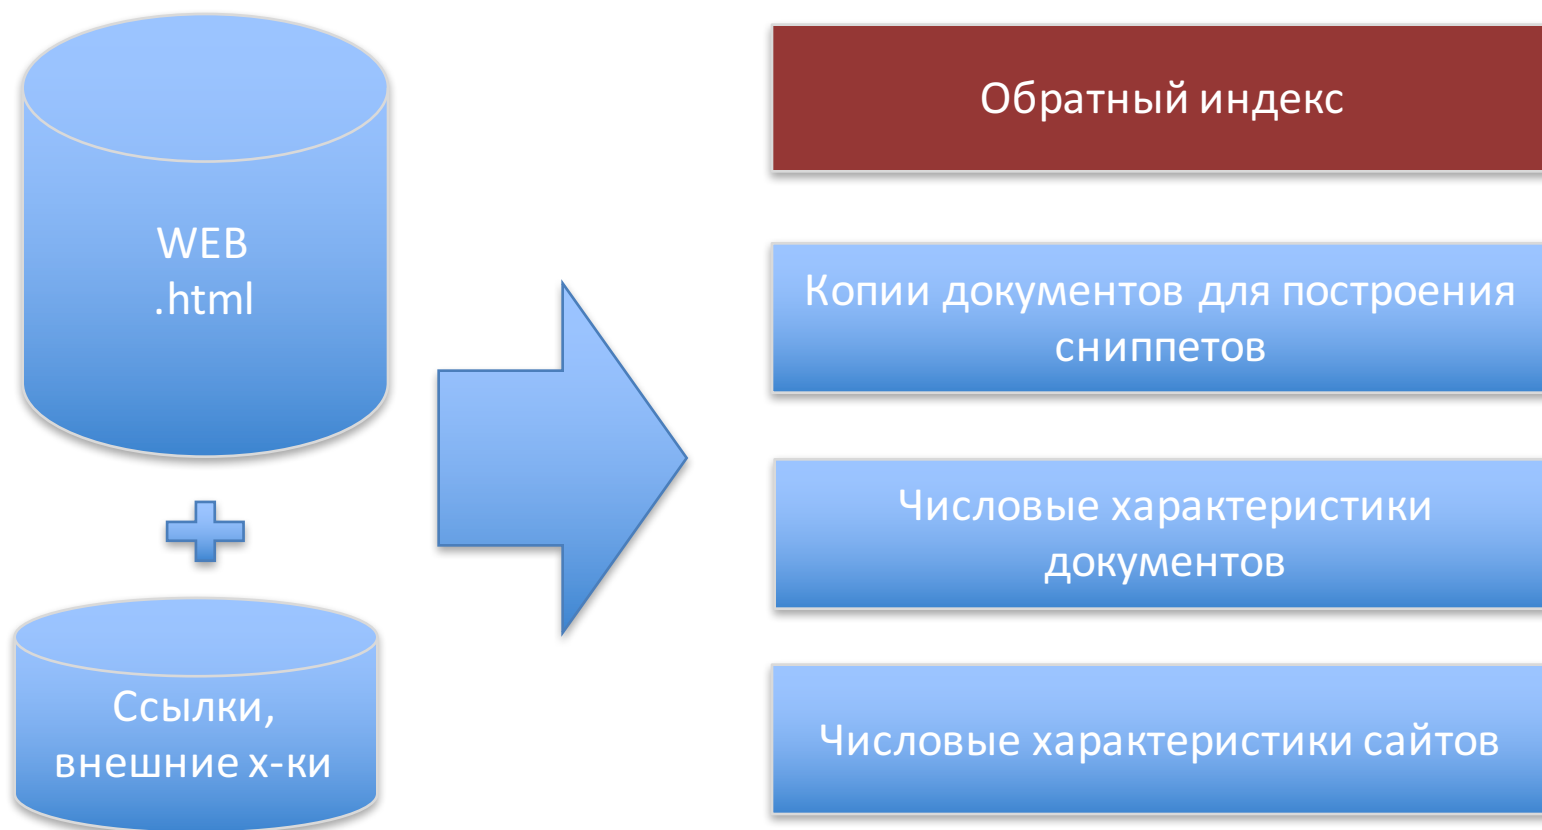 WEB
.html
Ссылки,
внешние х-ки
Обратный индекс
Копии документов для построения
сниппетов
Числовые характеристики
документов
Числовые характеристики сайтов